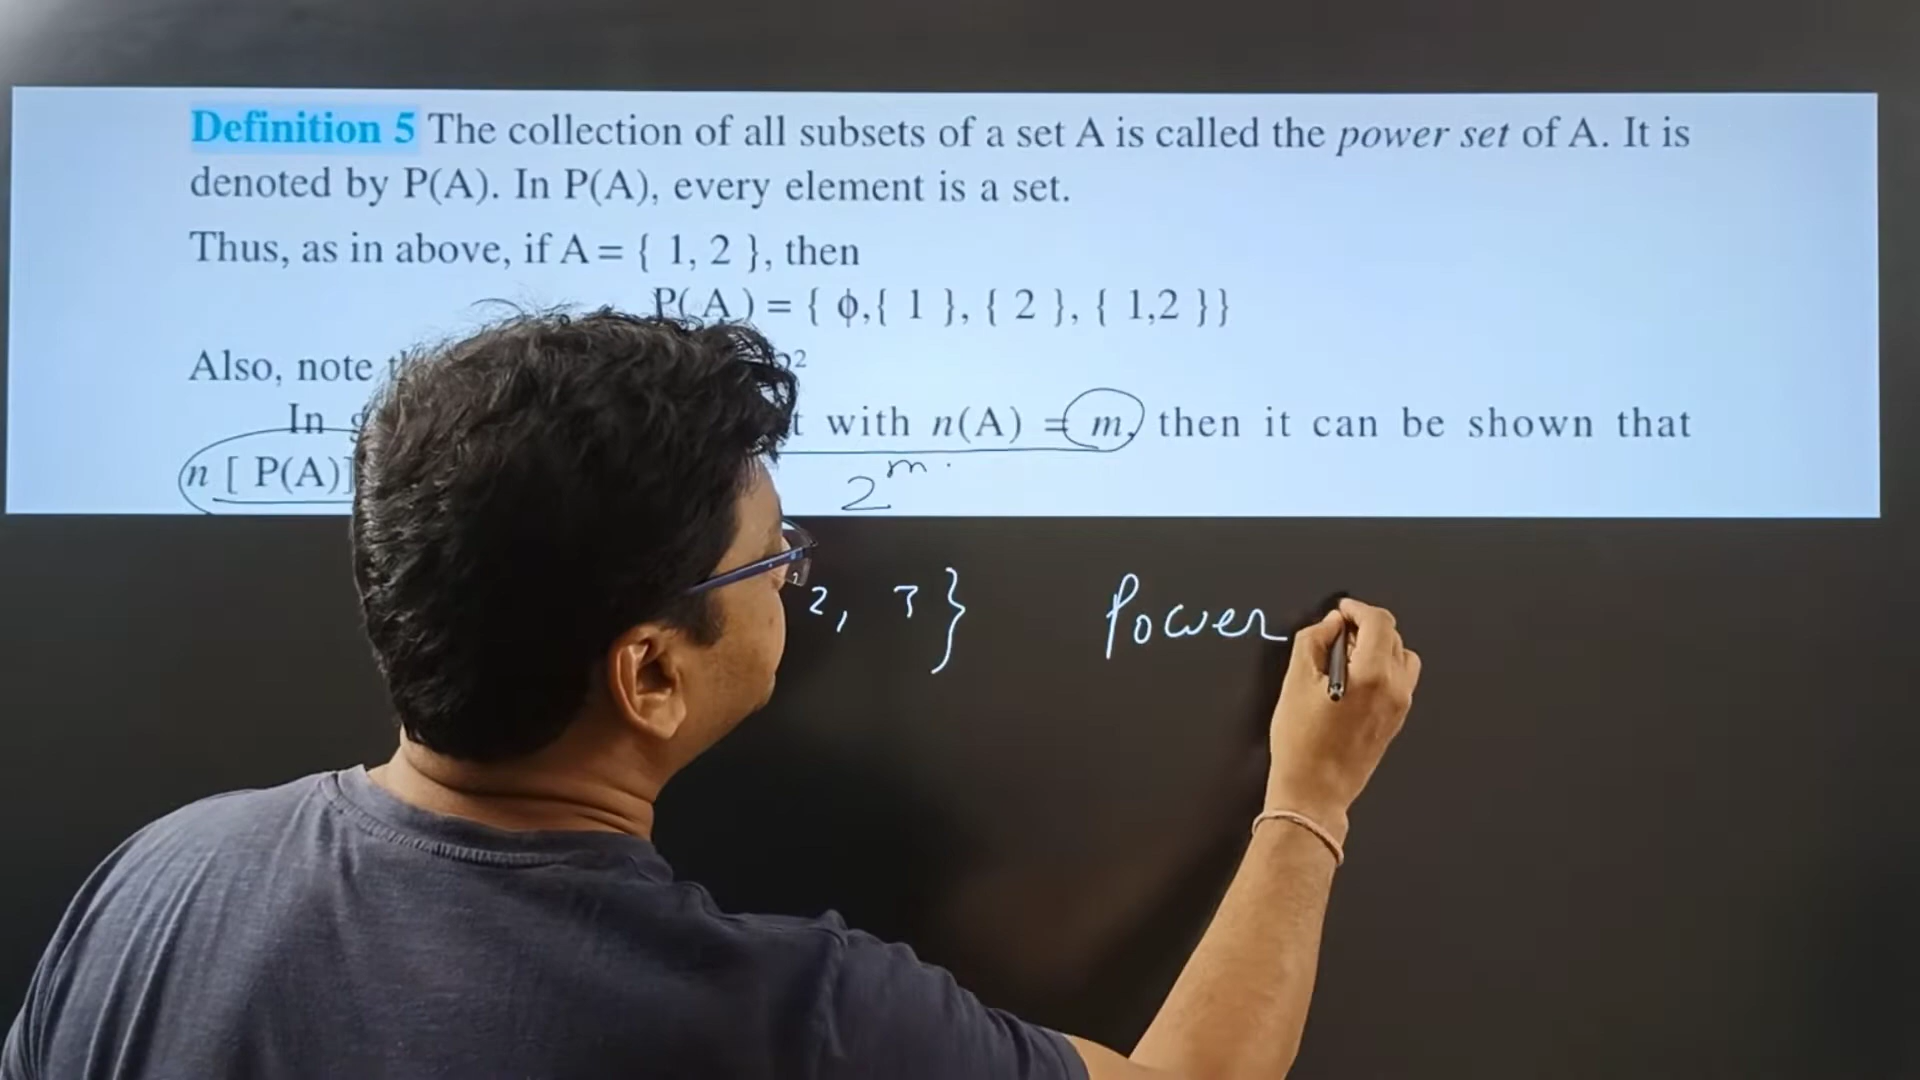 Definition 5 The collection of all subsets of a set A is called the power set of A. It is
denoted by P(A). In P(A), every element is a set.
Thus, as in above, if A = { 1, 2 }, then
P( A ) = { ϕ,{ 1 }, { 2 }, { 1,2 }}
Also, note 2
In with n(A) = m, then it can be shown that
n [ P(A)]
2^m.
2, 3} Power